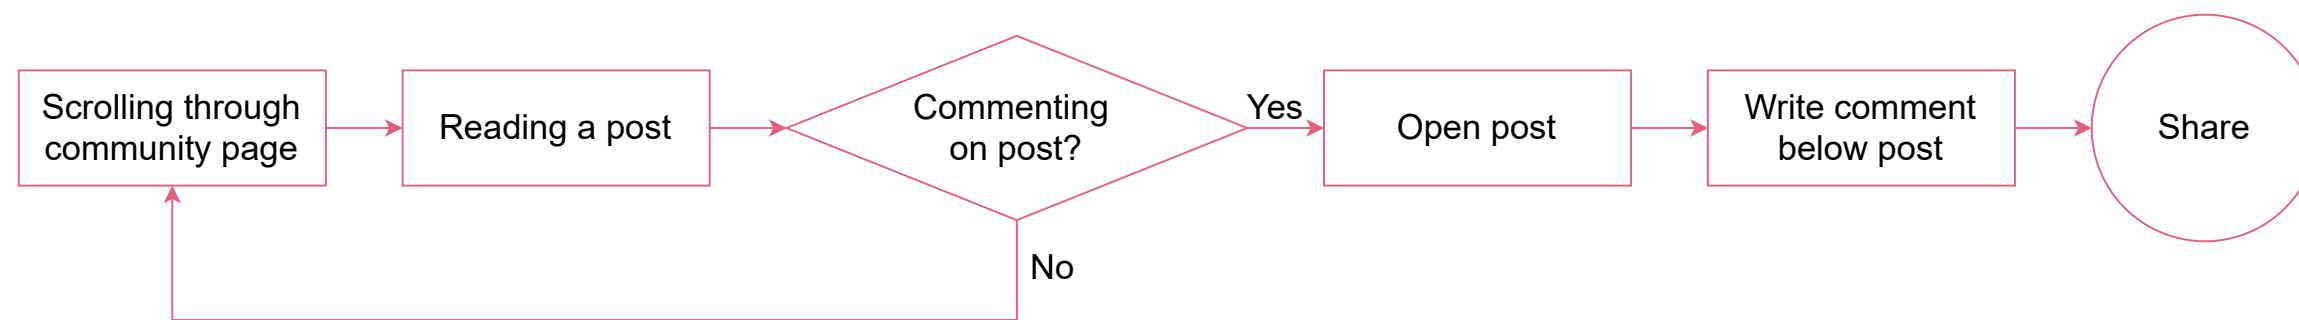 Scrolling through
community page
Reading a post
Commenting
on post?
Yes
Open post
Write comment
below post
Share
No